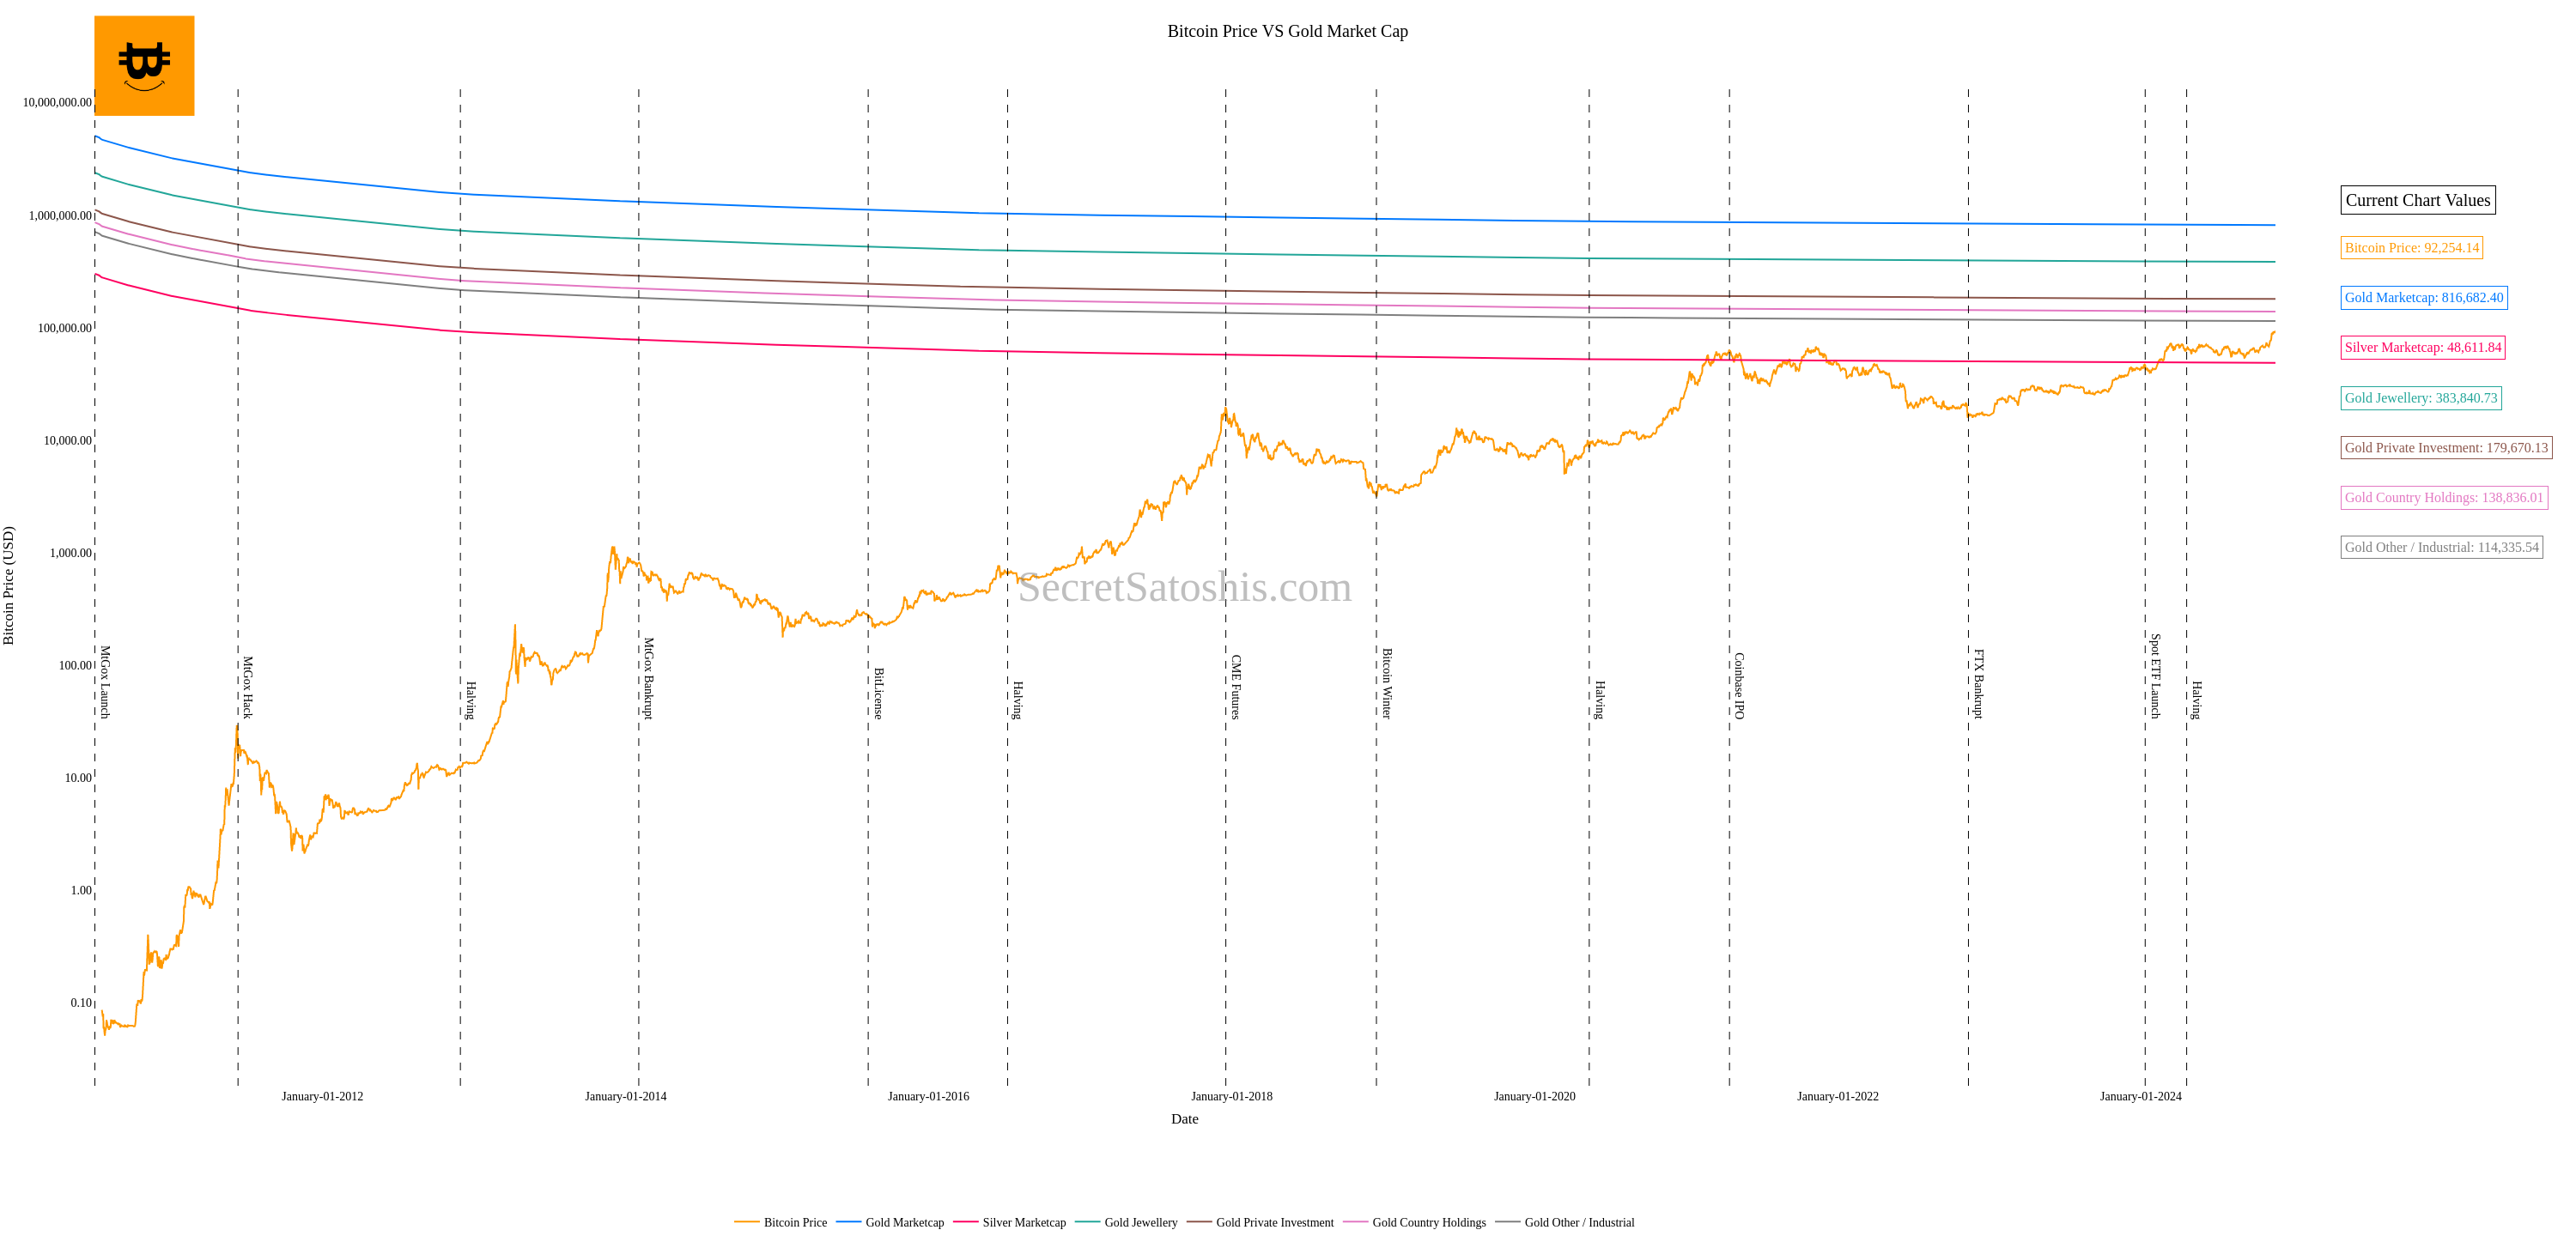 Bitcoin Price VS Gold Market Cap
10,000,000.00
1,000,000.00
100,000.00
10,000.00
1,000.00
100.00
10.00
1.00
0.10
Bitcoin Price (USD)
MtGox Launch
MtGox Hack
Halving
MtGox Bankrupt
BitLicense
Halving
CME Futures
Bitcoin Winter
Halving
Coinbase IPO
FTX Bankrupt
Spot ETF Launch
Halving
SecretSatoshis.com
Current Chart Values
Bitcoin Price: 92,254.14
Gold Marketcap: 816,682.40
Silver Marketcap: 48,611.84
Gold Jewellery: 383,840.73
Gold Private Investment: 179,670.13
Gold Country Holdings: 138,836.01
Gold Other / Industrial: 114,335.54
January-01-2012
January-01-2014
January-01-2016
January-01-2018
January-01-2020
January-01-2022
January-01-2024
Date
Bitcoin Price
Gold Marketcap
Silver Marketcap
Gold Jewellery
Gold Private Investment
Gold Country Holdings
Gold Other / Industrial